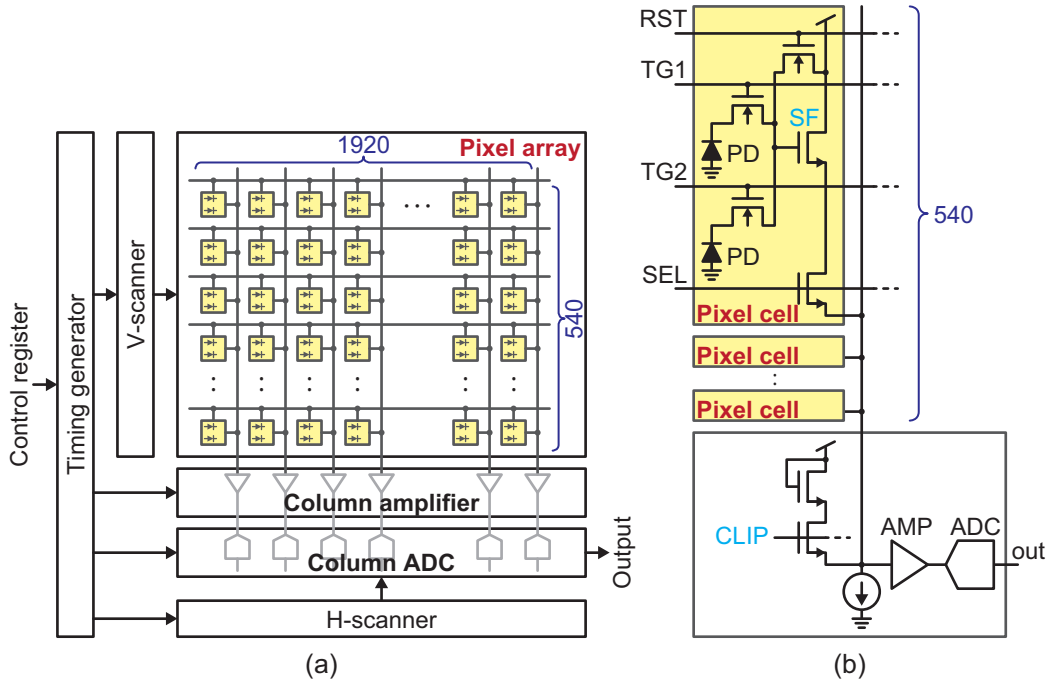 Control register
Timing generator
V-scanner
1920
Pixel array
...
540
Column amplifier
Column ADC
Output
H-scanner
(a)
RST
TG1
SF
PD
TG2
540
PD
SEL
Pixel cell
Pixel cell
Pixel cell
CLIP
AMP
ADC
out
(b)